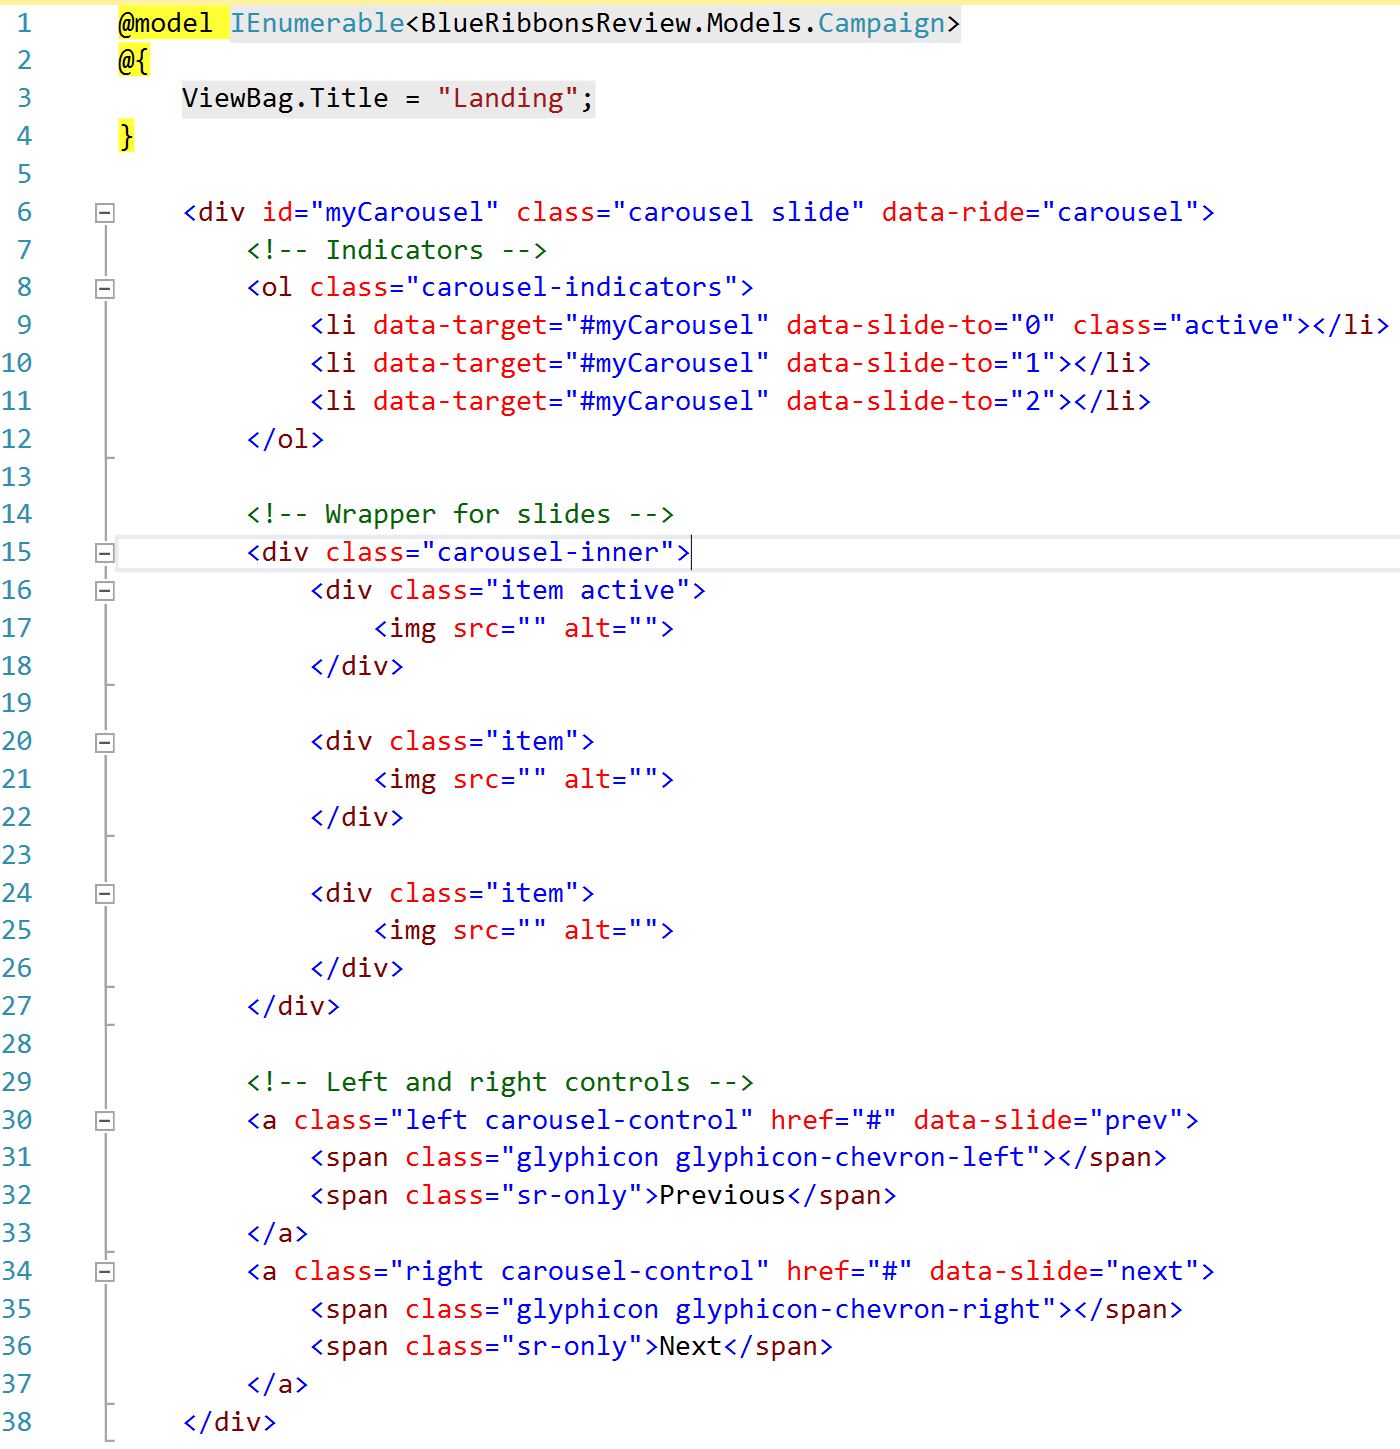 1 @model IEnumerable<BlueRibbonsReview.Models.Campaign>
2 @{
3     ViewBag.Title = "Landing";
4 }
5
6     <div id="myCarousel" class="carousel slide" data-ride="carousel">
7         <!-- Indicators -->
8         <ol class="carousel-indicators">
9             <li data-target="#myCarousel" data-slide-to="0" class="active"></li>
10             <li data-target="#myCarousel" data-slide-to="1"></li>
11             <li data-target="#myCarousel" data-slide-to="2"></li>
12         </ol>
13
14         <!-- Wrapper for slides -->
15         <div class="carousel-inner">
16             <div class="item active">
17                 <img src="" alt="">
18             </div>
19
20             <div class="item">
21                 <img src="" alt="">
22             </div>
23
24             <div class="item">
25                 <img src="" alt="">
26             </div>
27         </div>
28
29         <!-- Left and right controls -->
30         <a class="left carousel-control" href="#" data-slide="prev">
31             <span class="glyphicon glyphicon-chevron-left"></span>
32             <span class="sr-only">Previous</span>
33         </a>
34         <a class="right carousel-control" href="#" data-slide="next">
35             <span class="glyphicon glyphicon-chevron-right"></span>
36             <span class="sr-only">Next</span>
37         </a>
38     </div>